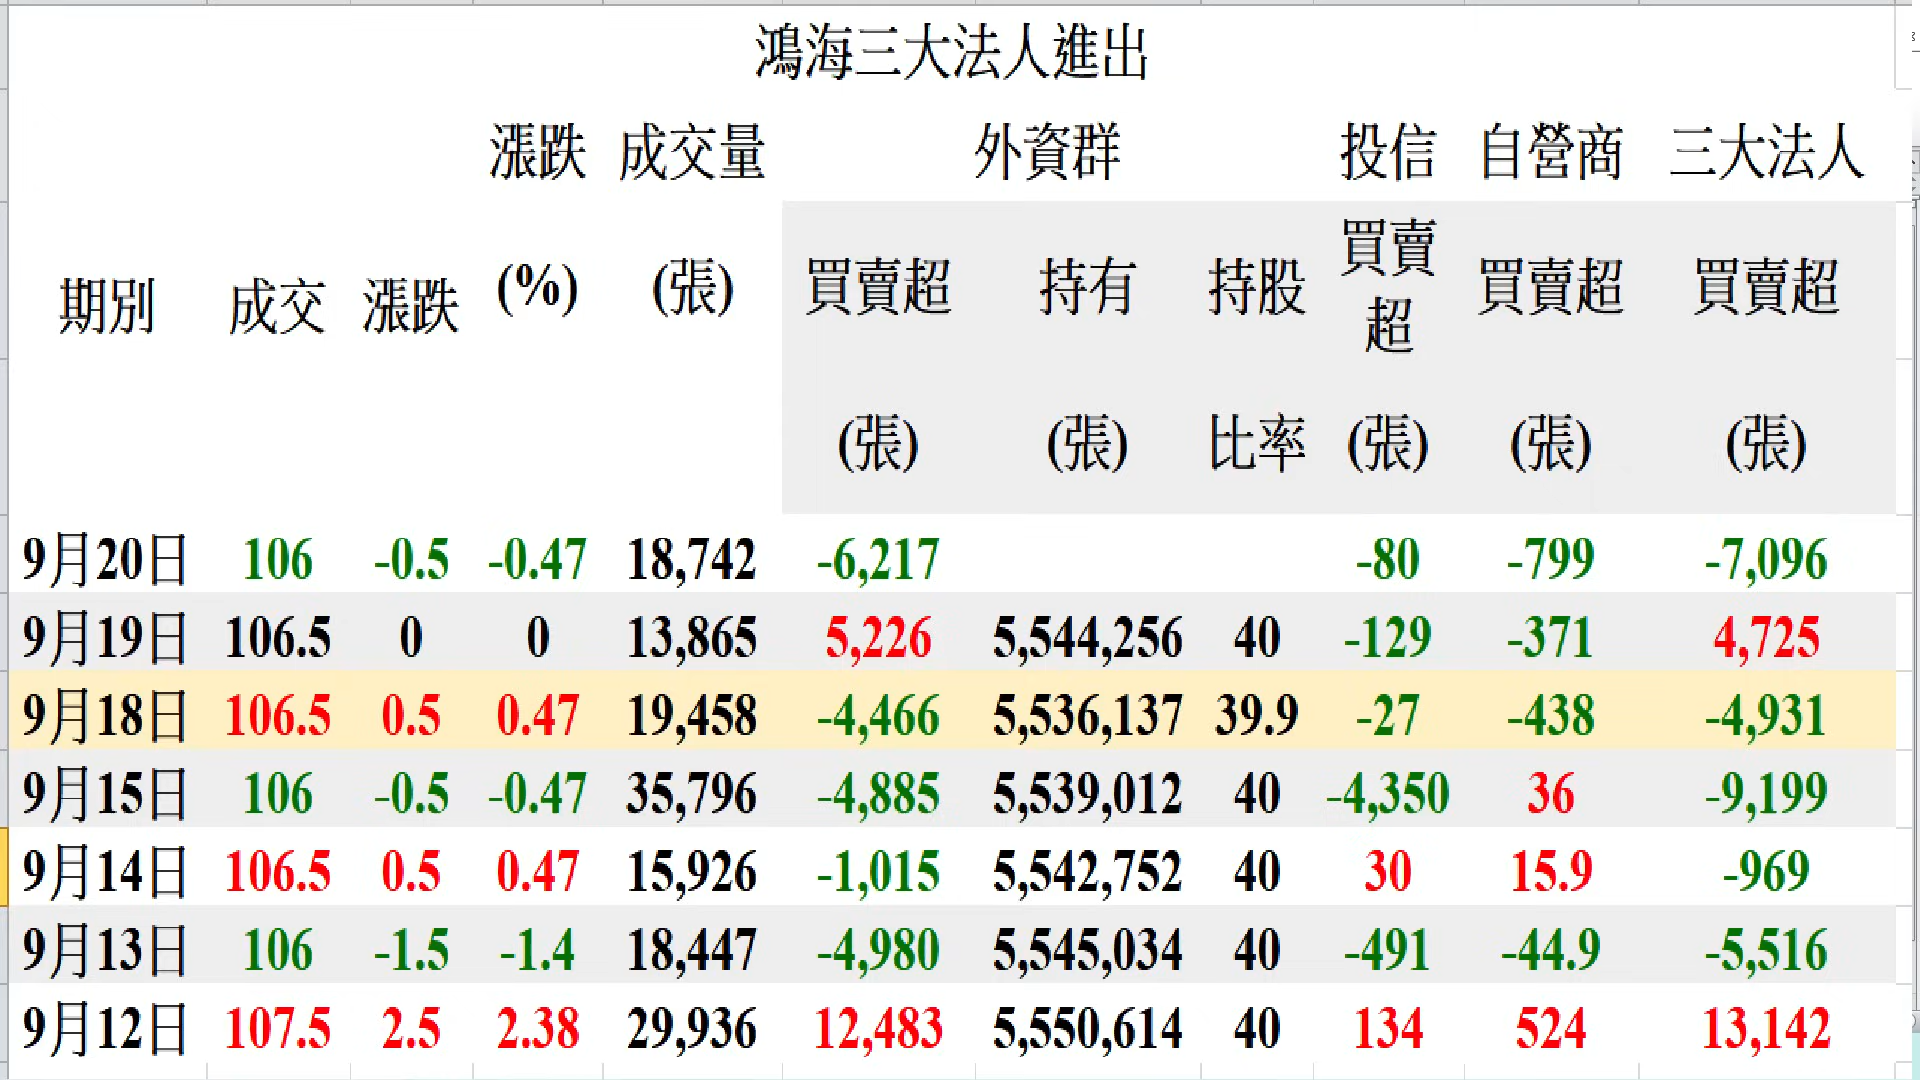 鴻海三大法人進出
漲跌 成交量 外資群 投信 自營商 三大法人
期別 成交 漲跌 (%) (張) 買賣超 持有 持股 買賣超 買賣超 買賣超
(張) (張) 比率 (張) (張) (張)
9月20日 106 -0.5 -0.47 18,742 -6,217 -80 -799 -7,096
9月19日 106.5 0 0 13,865 5,226 5,544,256 40 -129 -371 4,725
9月18日 106.5 0.5 0.47 19,458 -4,466 5,536,137 39.9 -27 -438 -4,931
9月15日 106 -0.5 -0.47 35,796 -4,885 5,539,012 40 -4,350 36 -9,199
9月14日 106.5 0.5 0.47 15,926 -1,015 5,542,752 40 30 15.9 -969
9月13日 106 -1.5 -1.4 18,447 -4,980 5,545,034 40 -491 -44.9 -5,516
9月12日 107.5 2.5 2.38 29,936 12,483 5,550,614 40 134 524 13,142